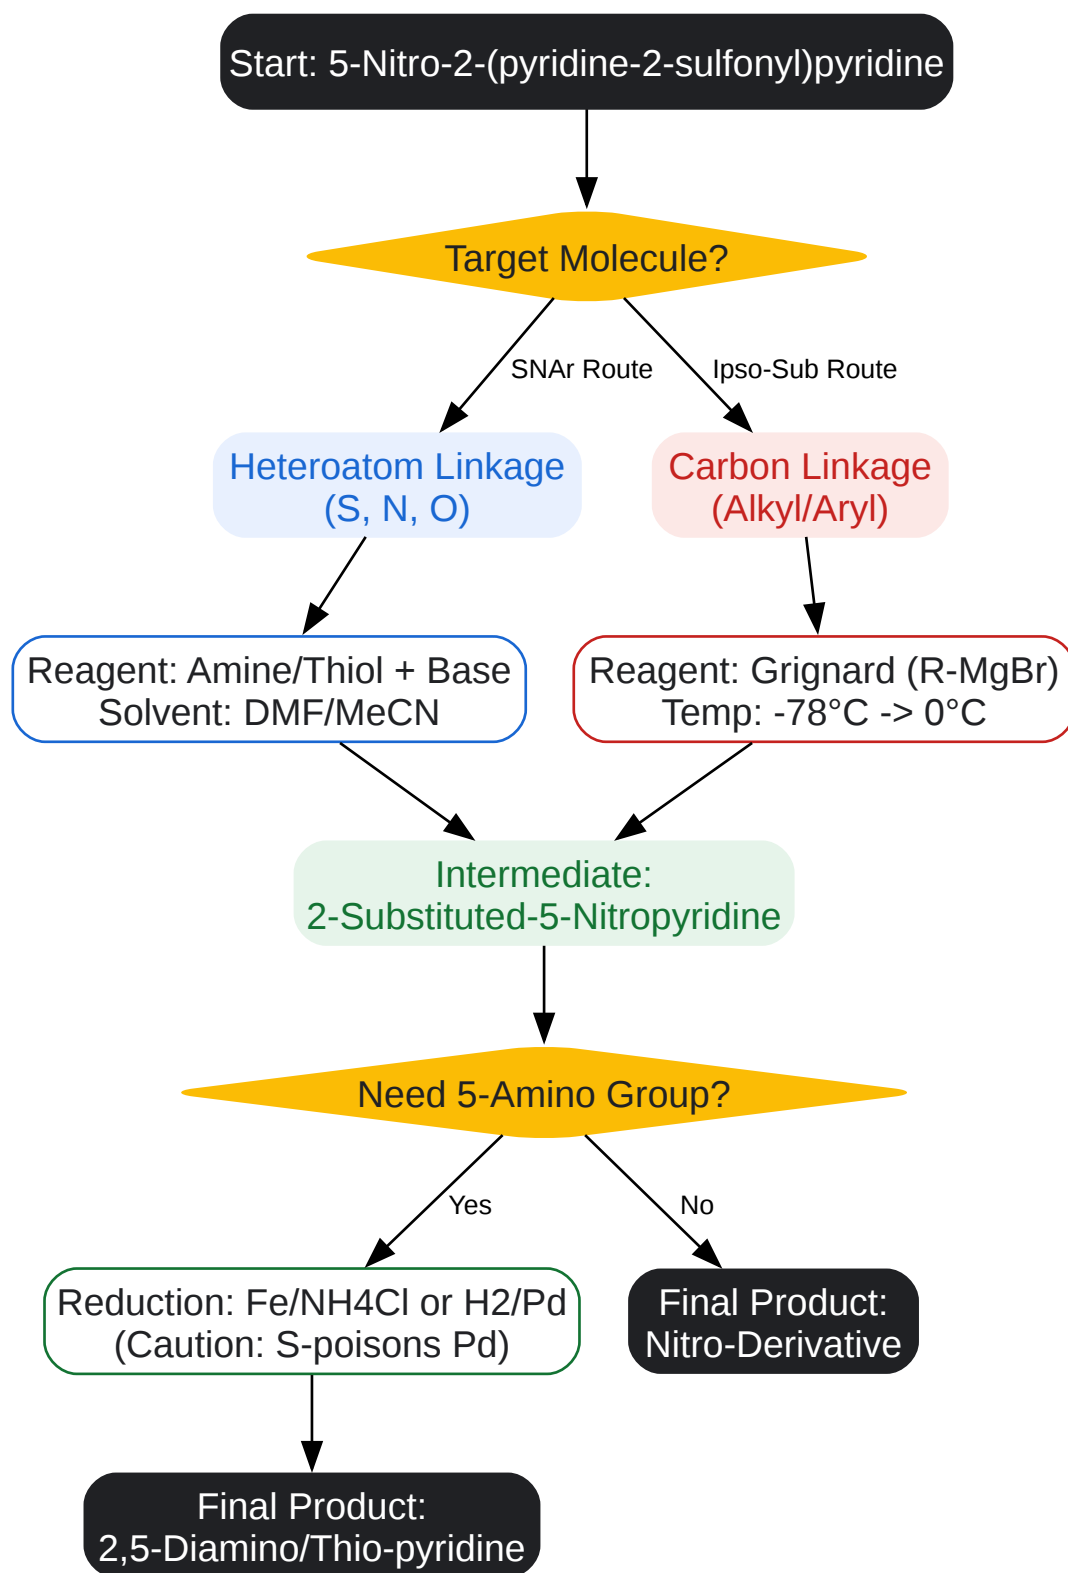 Start: 5-Nitro-2-(pyridine-2-sulfonyl)pyridine
Target Molecule?
SNAr Route
Ipso-Sub Route
Heteroatom Linkage
(S, N, O)
Carbon Linkage
(Alkyl/Aryl)
Reagent: Amine/Thiol + Base
Solvent: DMF/MeCN
Reagent: Grignard (R-MgBr)
Temp: -78°C -> 0°C
Intermediate:
2-Substituted-5-Nitropyridine
Need 5-Amino Group?
Yes
No
Reduction: Fe/NH4Cl or H2/Pd
(Caution: S-poisons Pd)
Final Product:
Nitro-Derivative
Final Product:
2,5-Diamino/Thio-pyridine